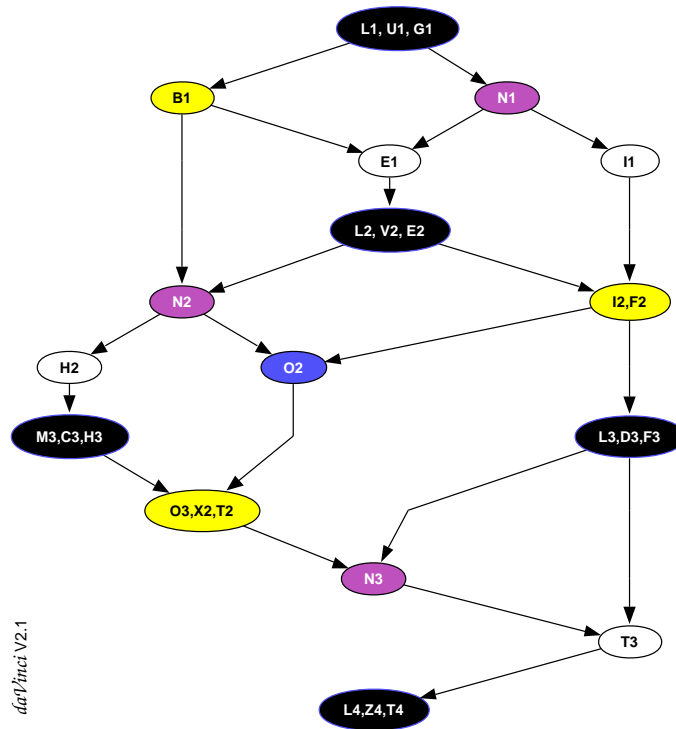 L1, U1, G1
B1
N1
E1
I1
L2, V2, E2
N2
I2,F2
H2
O2
M3,C3,H3
L3,D3,F3
O3,X2,T2
N3
T3
L4,Z4,T4
daVinci V2.1